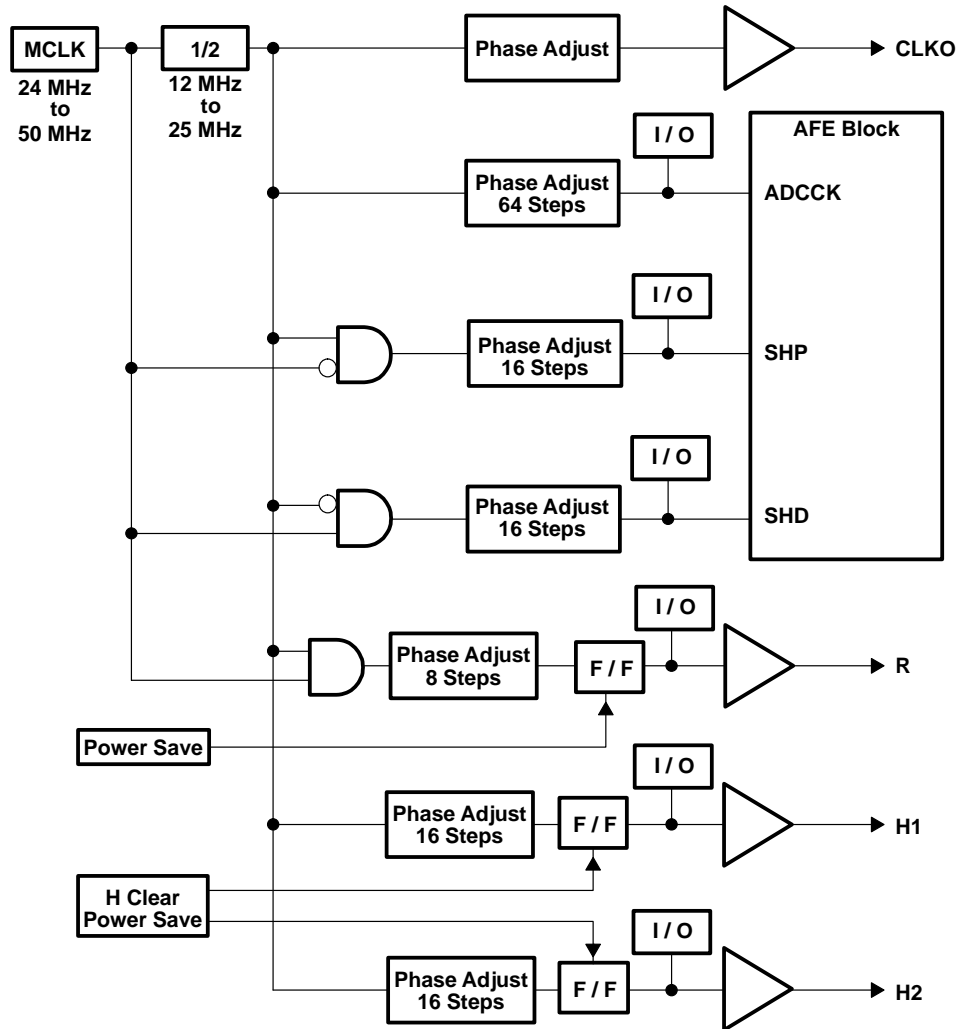 MCLK
24 MHz
to
50 MHz
1/2
12 MHz
to
25 MHz
Phase Adjust
CLKO
I / O
AFE Block
Phase Adjust
64 Steps
ADCCK
I / O
Phase Adjust
16 Steps
SHP
I / O
Phase Adjust
16 Steps
SHD
I / O
Phase Adjust
8 Steps
F / F
R
Power Save
I / O
Phase Adjust
16 Steps
F / F
H1
H Clear
Power Save
I / O
Phase Adjust
16 Steps
F / F
H2